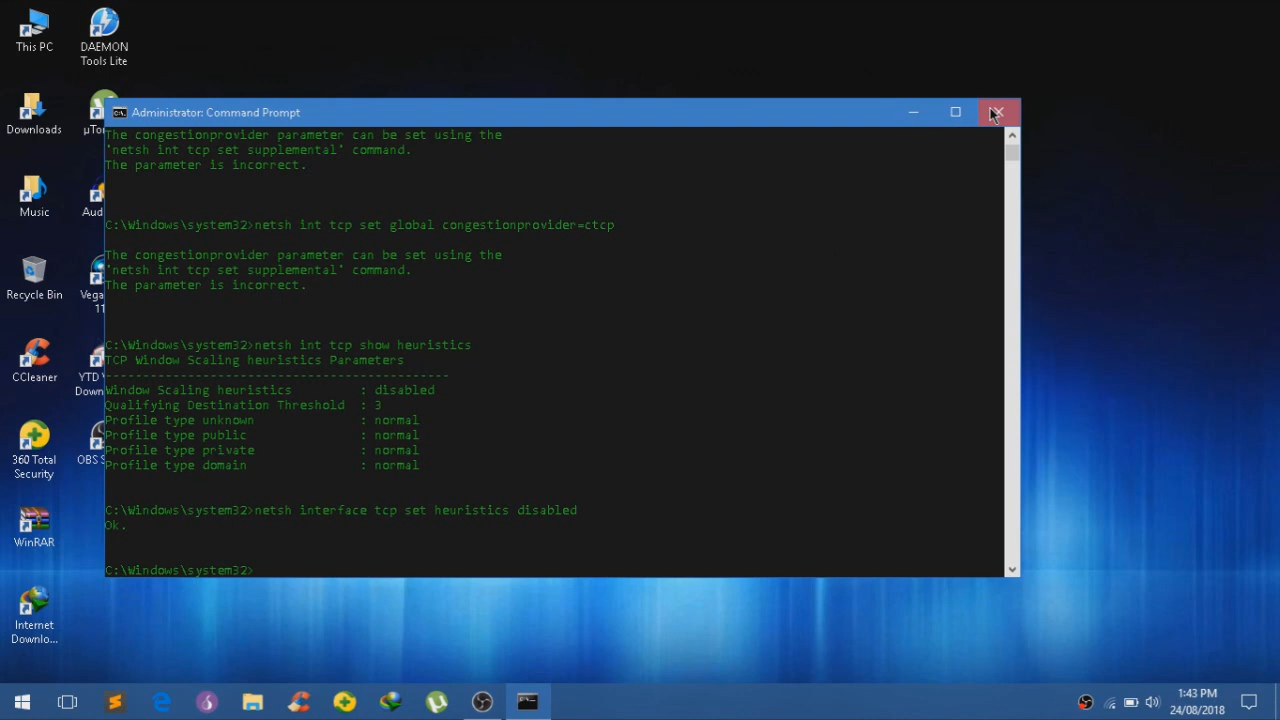 This PC
DAEMON
Tools Lite
Downloads
Music
Recycle Bin
CCleaner
360 Total
Security
OBS
WinRAR
Internet
Downlo...
Administrator: Command Prompt
The congestionprovider parameter can be set using the
'netsh int tcp set supplemental' command.
The parameter is incorrect.
C:\Windows\system32>netsh int tcp set global congestionprovider=ctcp
The congestionprovider parameter can be set using the
'netsh int tcp set supplemental' command.
The parameter is incorrect.
C:\Windows\system32>netsh int tcp show heuristics
TCP Window Scaling heuristics Parameters
----------------------------------------------
Window Scaling heuristics : disabled
Qualifying Destination Threshold : 3
Profile type unknown : normal
Profile type public : normal
Profile type private : normal
Profile type domain : normal
C:\Windows\system32>netsh interface tcp set heuristics disabled
Ok.
C:\Windows\system32>
1:43 PM
24/08/2018